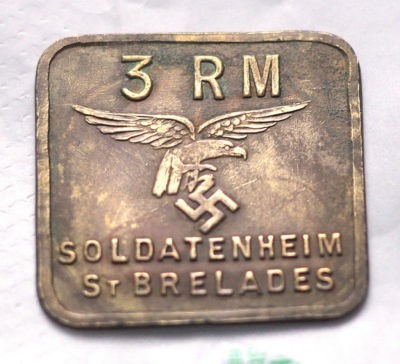 3 RM
SOLDATENHEIM
ST BRELADES